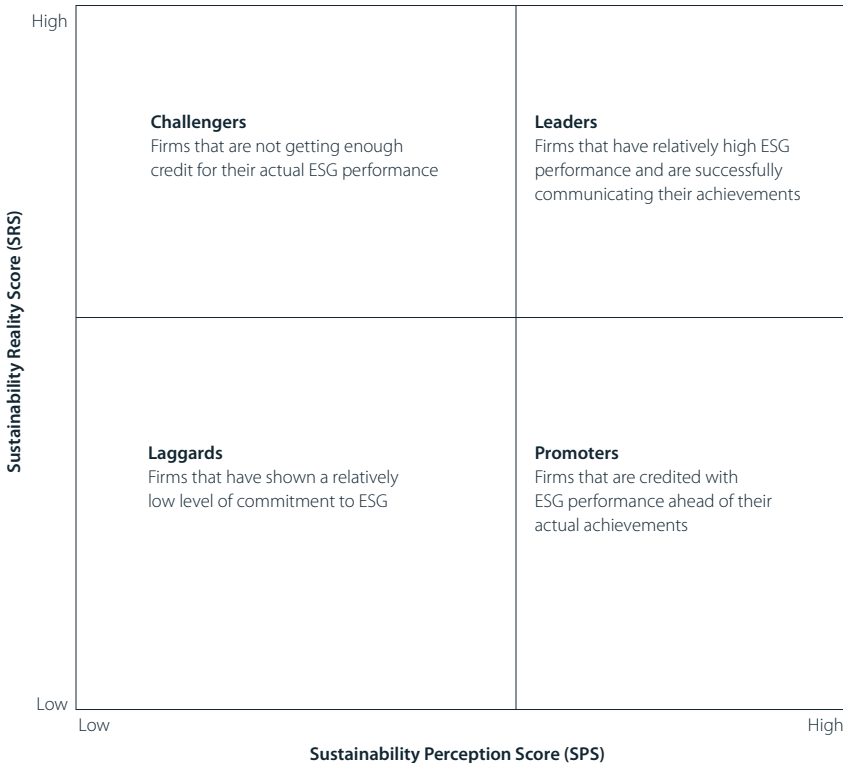 High
Challengers
Firms that are not getting enough
credit for their actual ESG performance
Leaders
Firms that have relatively high ESG
performance and are successfully
communicating their achievements
Sustainability Reality Score (SRS)
Laggards
Firms that have shown a relatively
low level of commitment to ESG
Promoters
Firms that are credited with
ESG performance ahead of their
actual achievements
Low
Low
High
Sustainability Perception Score (SPS)